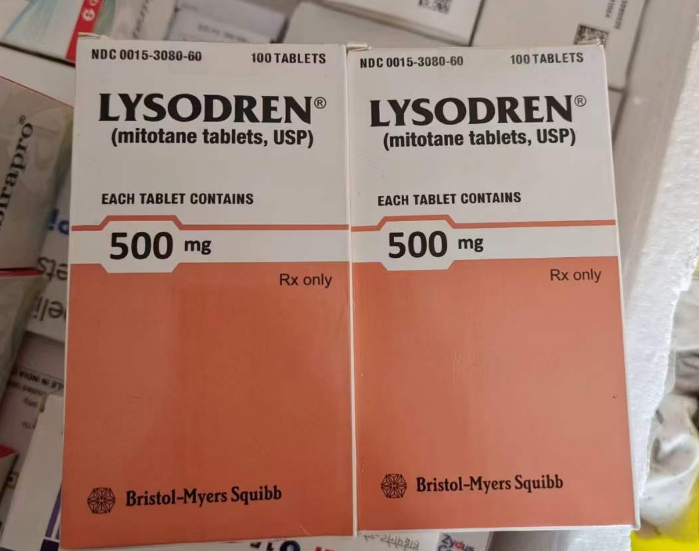 NDC 0015-3080-60 100 TABLETS
LYSODREN®
(mitotane tablets, USP)
EACH TABLET CONTAINS
500 mg
Rx only
Bristol-Myers Squibb
NDC 0015-3080-60 100 TABLETS
LYSODREN®
(mitotane tablets, USP)
EACH TABLET CONTAINS
500 mg
Rx only
Bristol-Myers Squibb
Zydus